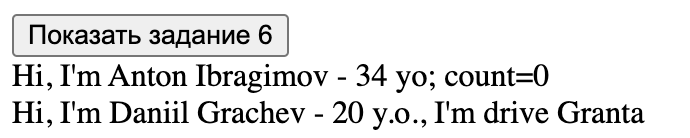 Показать задание 6
Hi, I'm Anton Ibragimov - 34 yo; count=0
Hi, I'm Daniil Grachev - 20 y.o., I'm drive Granta